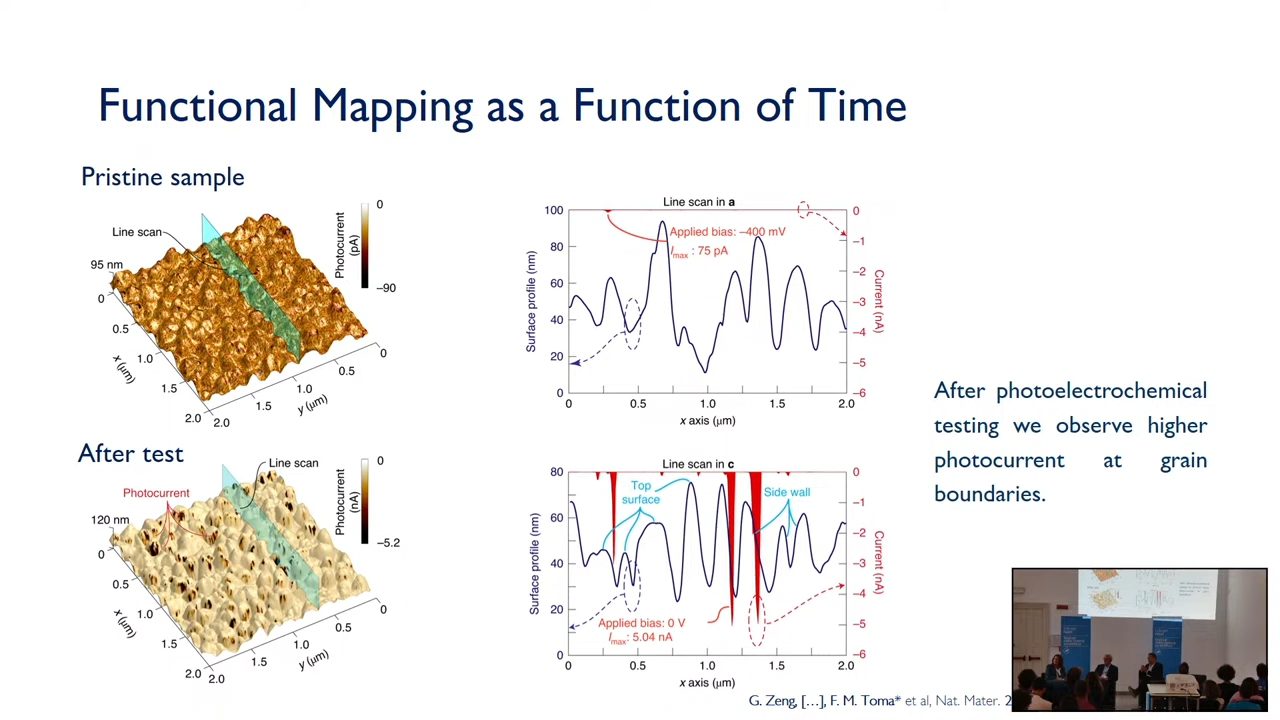 Functional Mapping as a Function of Time
Pristine sample
Line scan
95 nm
0
0.5
1.0
1.5
2.0
x (μm)
2.0
1.5
1.0
0.5
0
y (μm)
Photocurrent
(pA)
0
–90
Line scan in a
100
80
60
40
20
0
Surface profile (nm)
Applied bias: –400 mV
Imax : 75 pA
0
–1
–2
–3
–4
–5
–6
Current (nA)
0
0.5
1.0
1.5
2.0
x axis (μm)
After test
Line scan
Photocurrent
120 nm
0
0.5
1.0
1.5
2.0
x (μm)
2.0
1.5
1.0
0.5
0
y (μm)
Photocurrent
(nA)
0
–5.2
Line scan in c
80
60
40
20
0
Surface profile (nm)
Top
surface
Side wall
Applied bias: 0 V
Imax: 5.04 nA
0
–1
–2
–3
–4
–5
–6
Current (nA)
0
0.5
1.0
1.5
2.0
x axis (μm)
After photoelectrochemical
testing we observe higher
photocurrent at grain
boundaries.
G. Zeng, [...], F. M. Toma* et al, Nat. Mater.